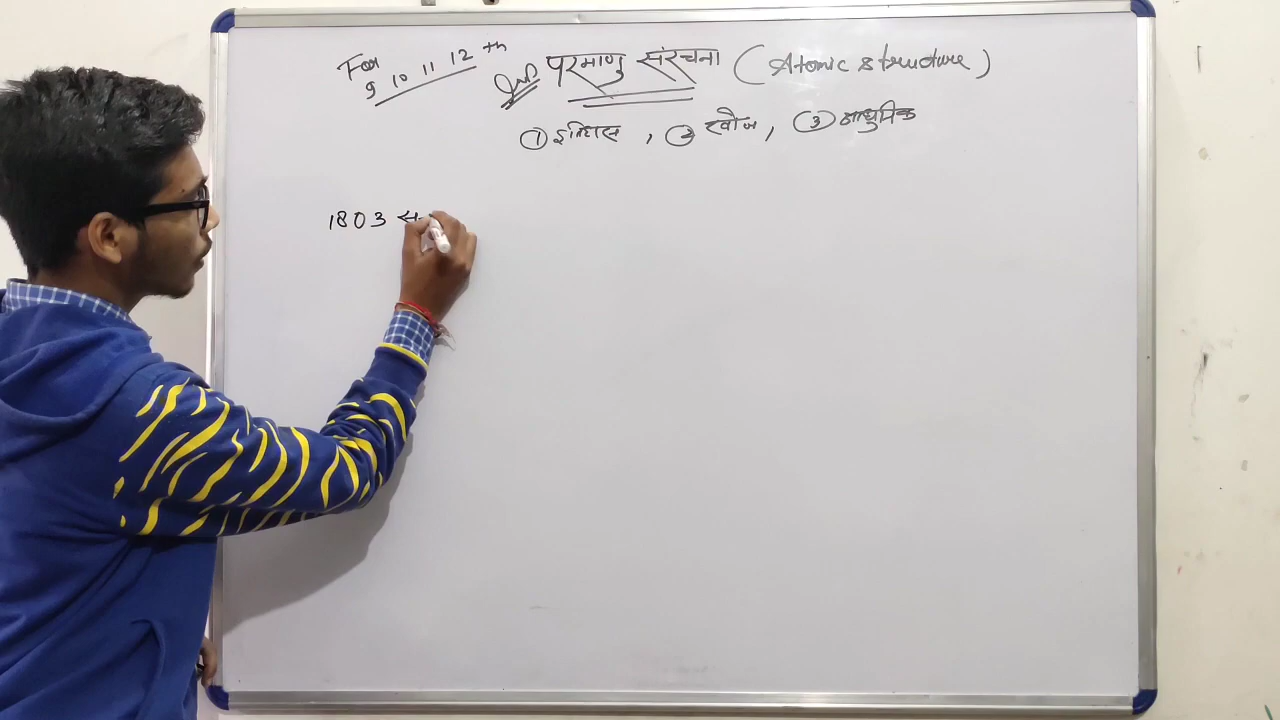 For 9 10 11 12 th
परमाणु संरचना (Atomic structure)
① इतिहास , ② खोज , ③ आधुनिक
1803 स